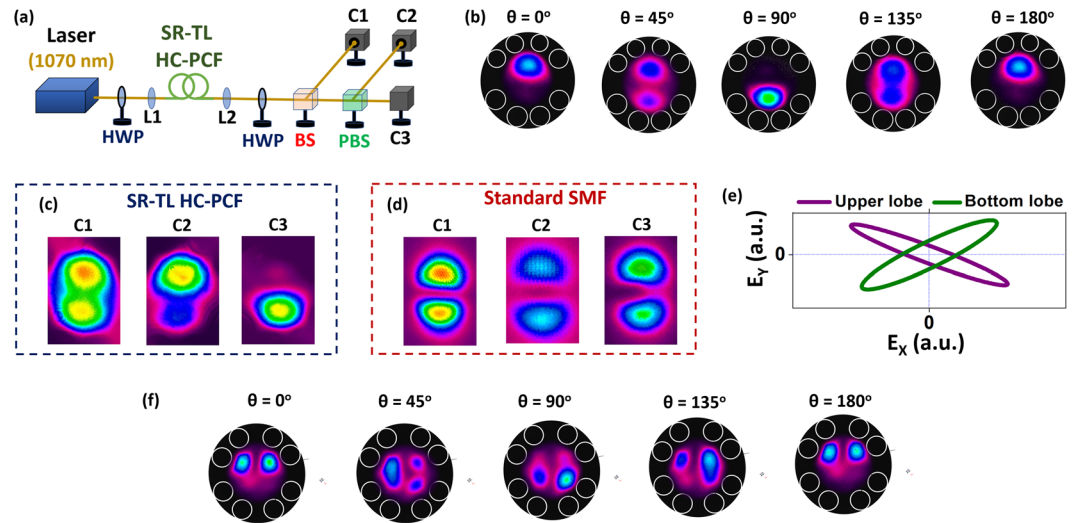 (a)
C1 C2
SR-TL
HC-PCF
Laser
(1070 nm)
L1 L2 C3
HWP HWP BS PBS
(b) θ = 0° 45° θ = 90° θ = 135° θ = 180°
SR-TL HC-PCF
(c) C1 C2 C3
Standard SMF
(d) C1 C2 C3
(e)
Upper lobe Bottom lobe
E_Y (a.u.)
0
0
E_X (a.u.)
(f) θ = 0° θ = 45° θ = 90° θ = 135° θ = 180°